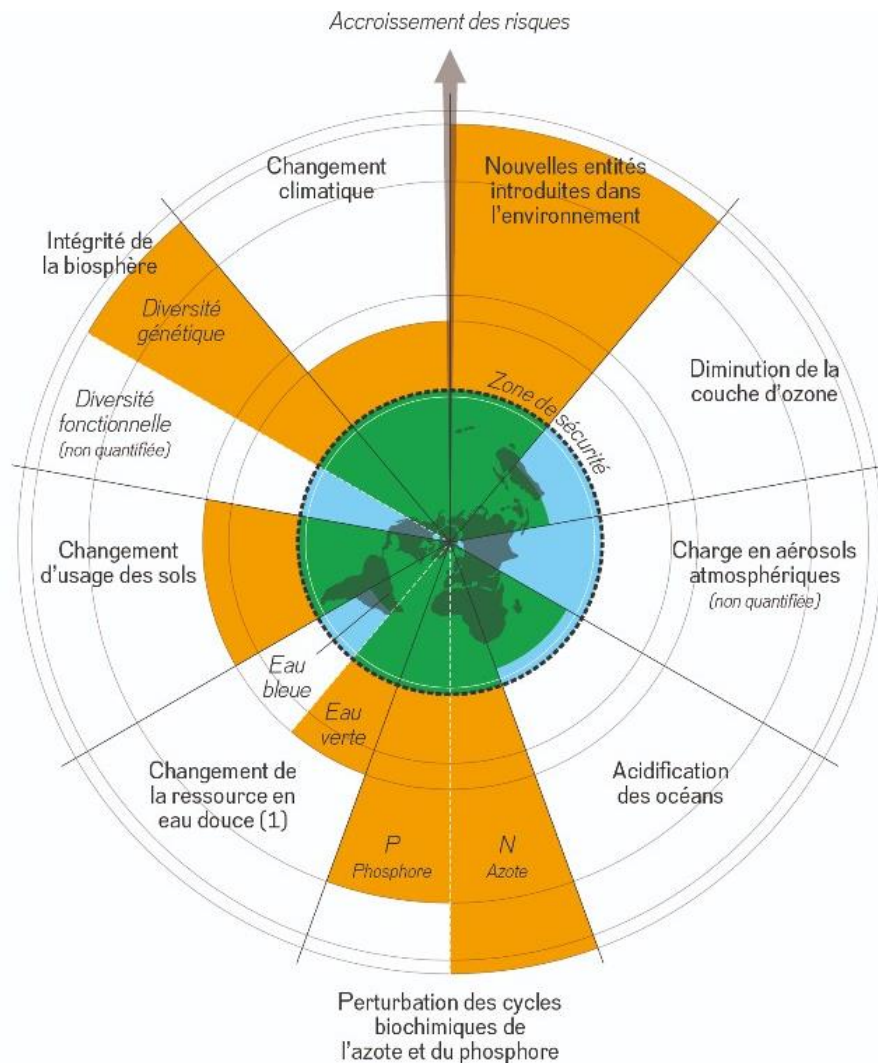 Accroissement des risques
Changement
climatique
Nouvelles entités
introduites dans
l'environnement
Intégrité de
la biosphère
Diversité
génétique
Diversité
fonctionnelle
(non quantifiée)
Zone de sécurité
Diminution de la
couche d'ozone
Changement
d'usage des sols
Charge en aérosols
atmosphériques
(non quantifiée)
Eau
bleue
Eau
verte
Changement de
la ressource en
eau douce (1)
Acidification
des océans
P
Phosphore
N
Azote
Perturbation des cycles
biochimiques de
l'azote et du phosphore